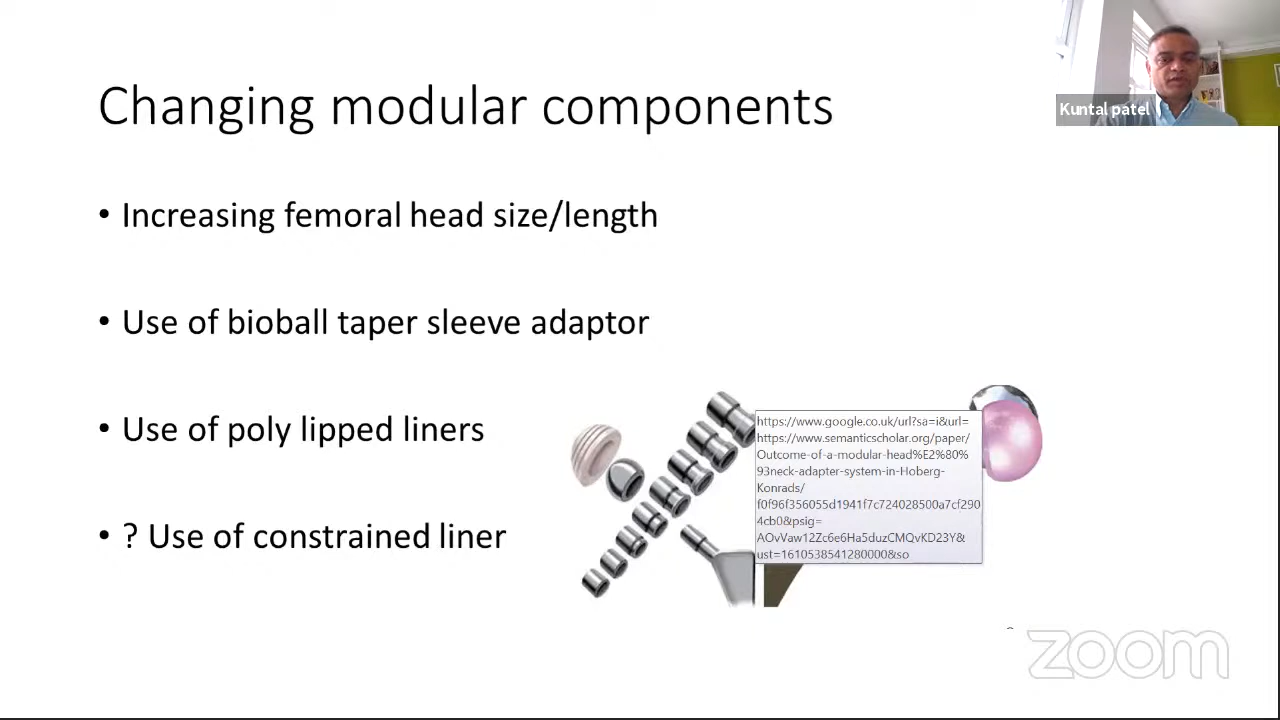 Changing modular components
Kuntal patel
• Increasing femoral head size/length
• Use of bioball taper sleeve adaptor
• Use of poly lipped liners
• ? Use of constrained liner
https://www.google.co.uk/url?sa=i&url=
https://www.semanticscholar.org/paper/
Outcome-of-a-modular-head%E2%80%
93neck-adapter-system-in-Hoberg-
Konrads/
f0f96f356055d1941f7c724028500a7cf290
4cb0&psig=
AOvVaw12Zc6e6Ha5duzCMQvKD23Y&
ust=1610538541280000&so
zoom